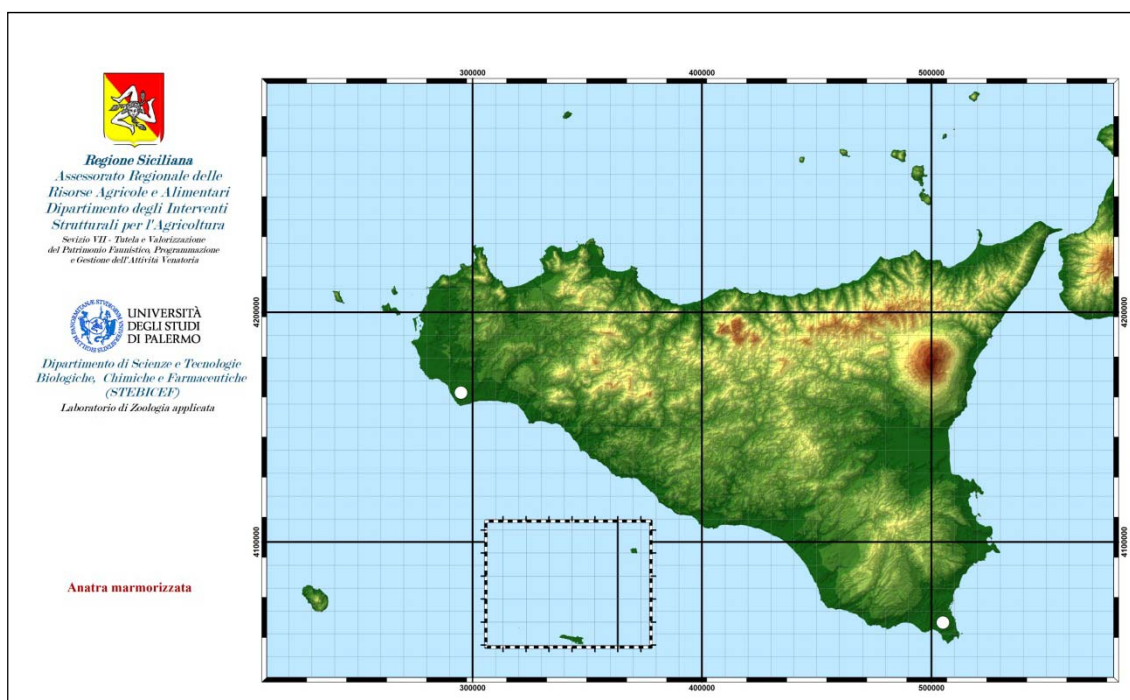 Regione Siciliana
Assessorato Regionale delle
Risorse Agricole e Alimentari
Dipartimento degli Interventi
Strutturali per l'Agricoltura
Sevizio VII - Tutela e Valorizzazione
del Patrimonio Faunistico, Programmazione
e Gestione dell'Attività Venatoria
UNIVERSITÀ
DEGLI STUDI
DI PALERMO
Dipartimento di Scienze e Tecnologie
Biologiche, Chimiche e Farmaceutiche
(STEBICEF)
Laboratorio di Zoologia applicata
Anatra marmorizzata
300000
400000
500000
4200000
4100000
4200000
4100000
300000
400000
500000